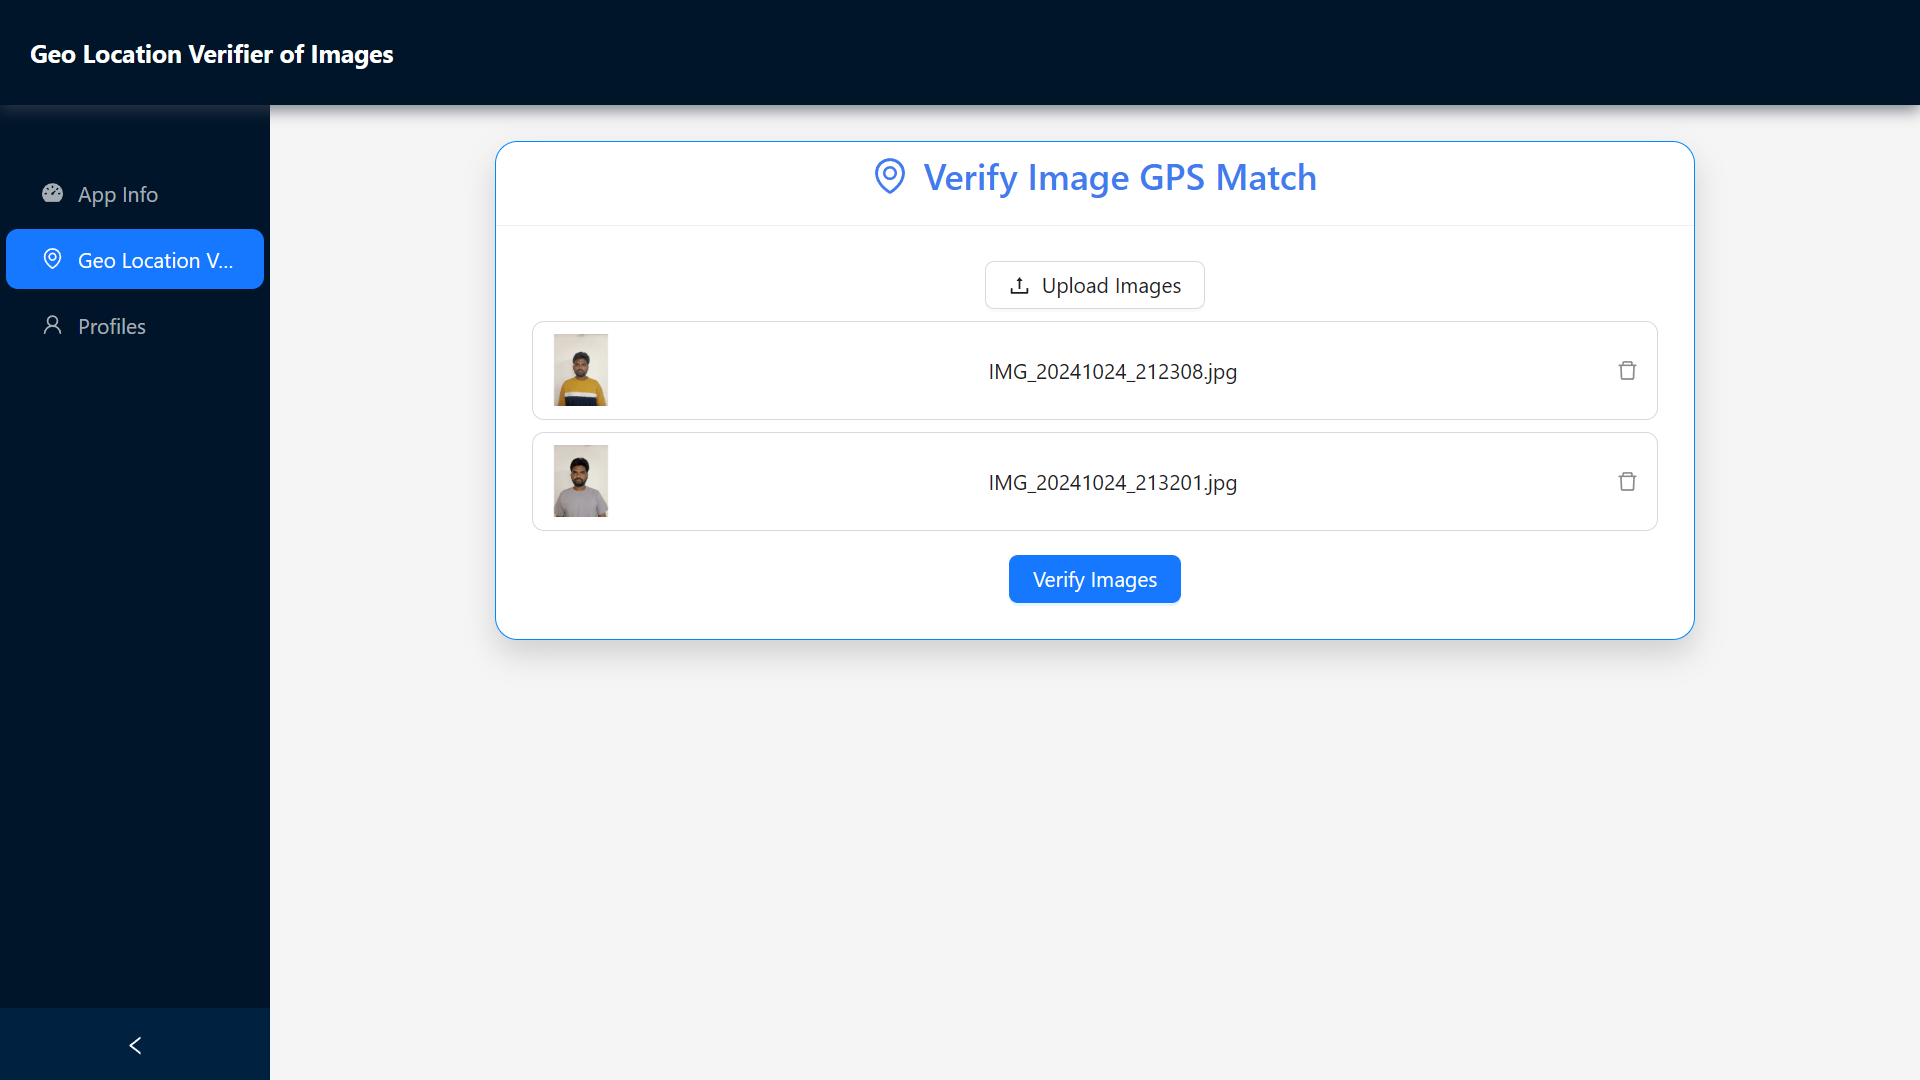 Geo Location Verifier of Images
App Info
Geo Location V...
Profiles
Verify Image GPS Match
Upload Images
IMG_20241024_212308.jpg
IMG_20241024_213201.jpg
Verify Images